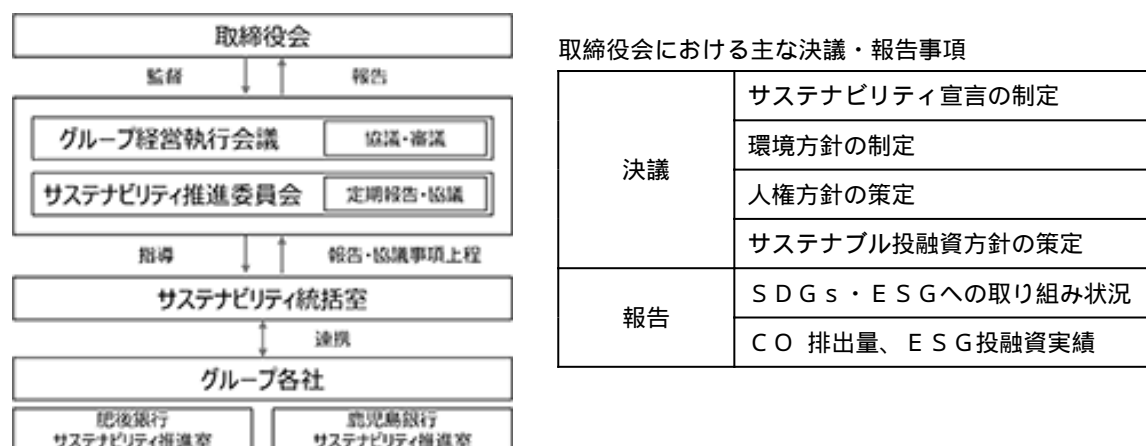 取締役会
監督 報告
グループ経営執行会議 協議・審議
サステナビリティ推進委員会 定期報告・協議
指導 報告・協議事項上程
サステナビリティ統括室
連携
グループ各社
肥後銀行
サステナビリティ推進室
鹿児島銀行
サステナビリティ推進室
取締役会における主な決議・報告事項
決議
サステナビリティ宣言の制定
環境方針の制定
人権方針の策定
サステナブル投融資方針の策定
報告
ＳＤＧｓ・ＥＳＧへの取り組み状況
ＣＯ 排出量、ＥＳＧ投融資実績